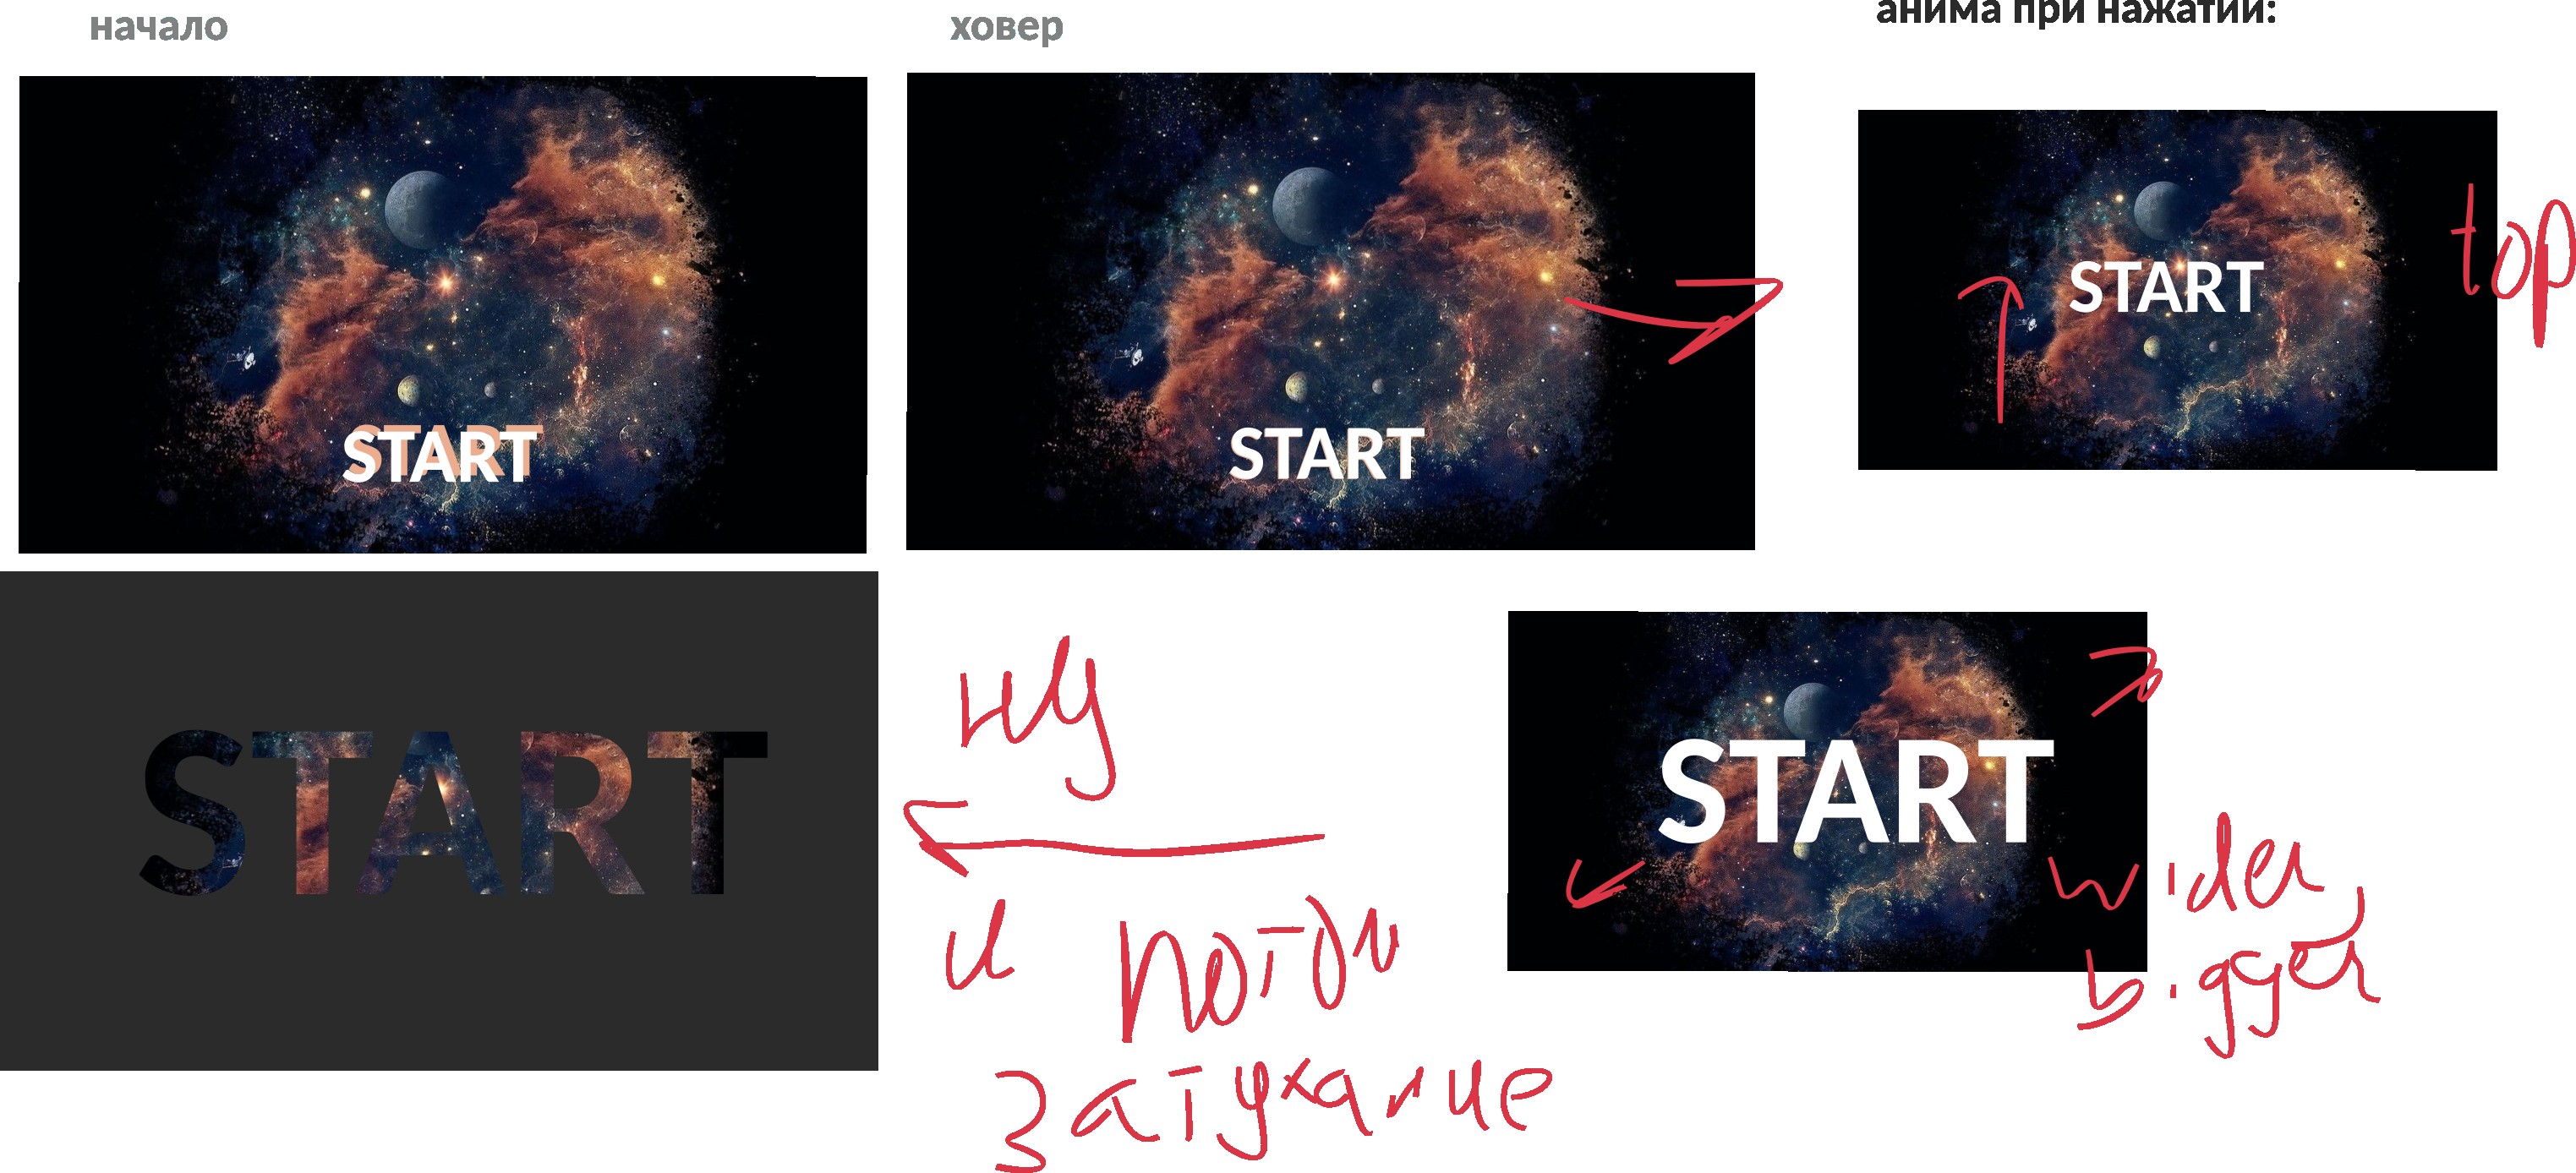 начало
ховер
анима при нажатии:
START
START
START
top
START
START
wider,
bigger
ну
и потом
затухание